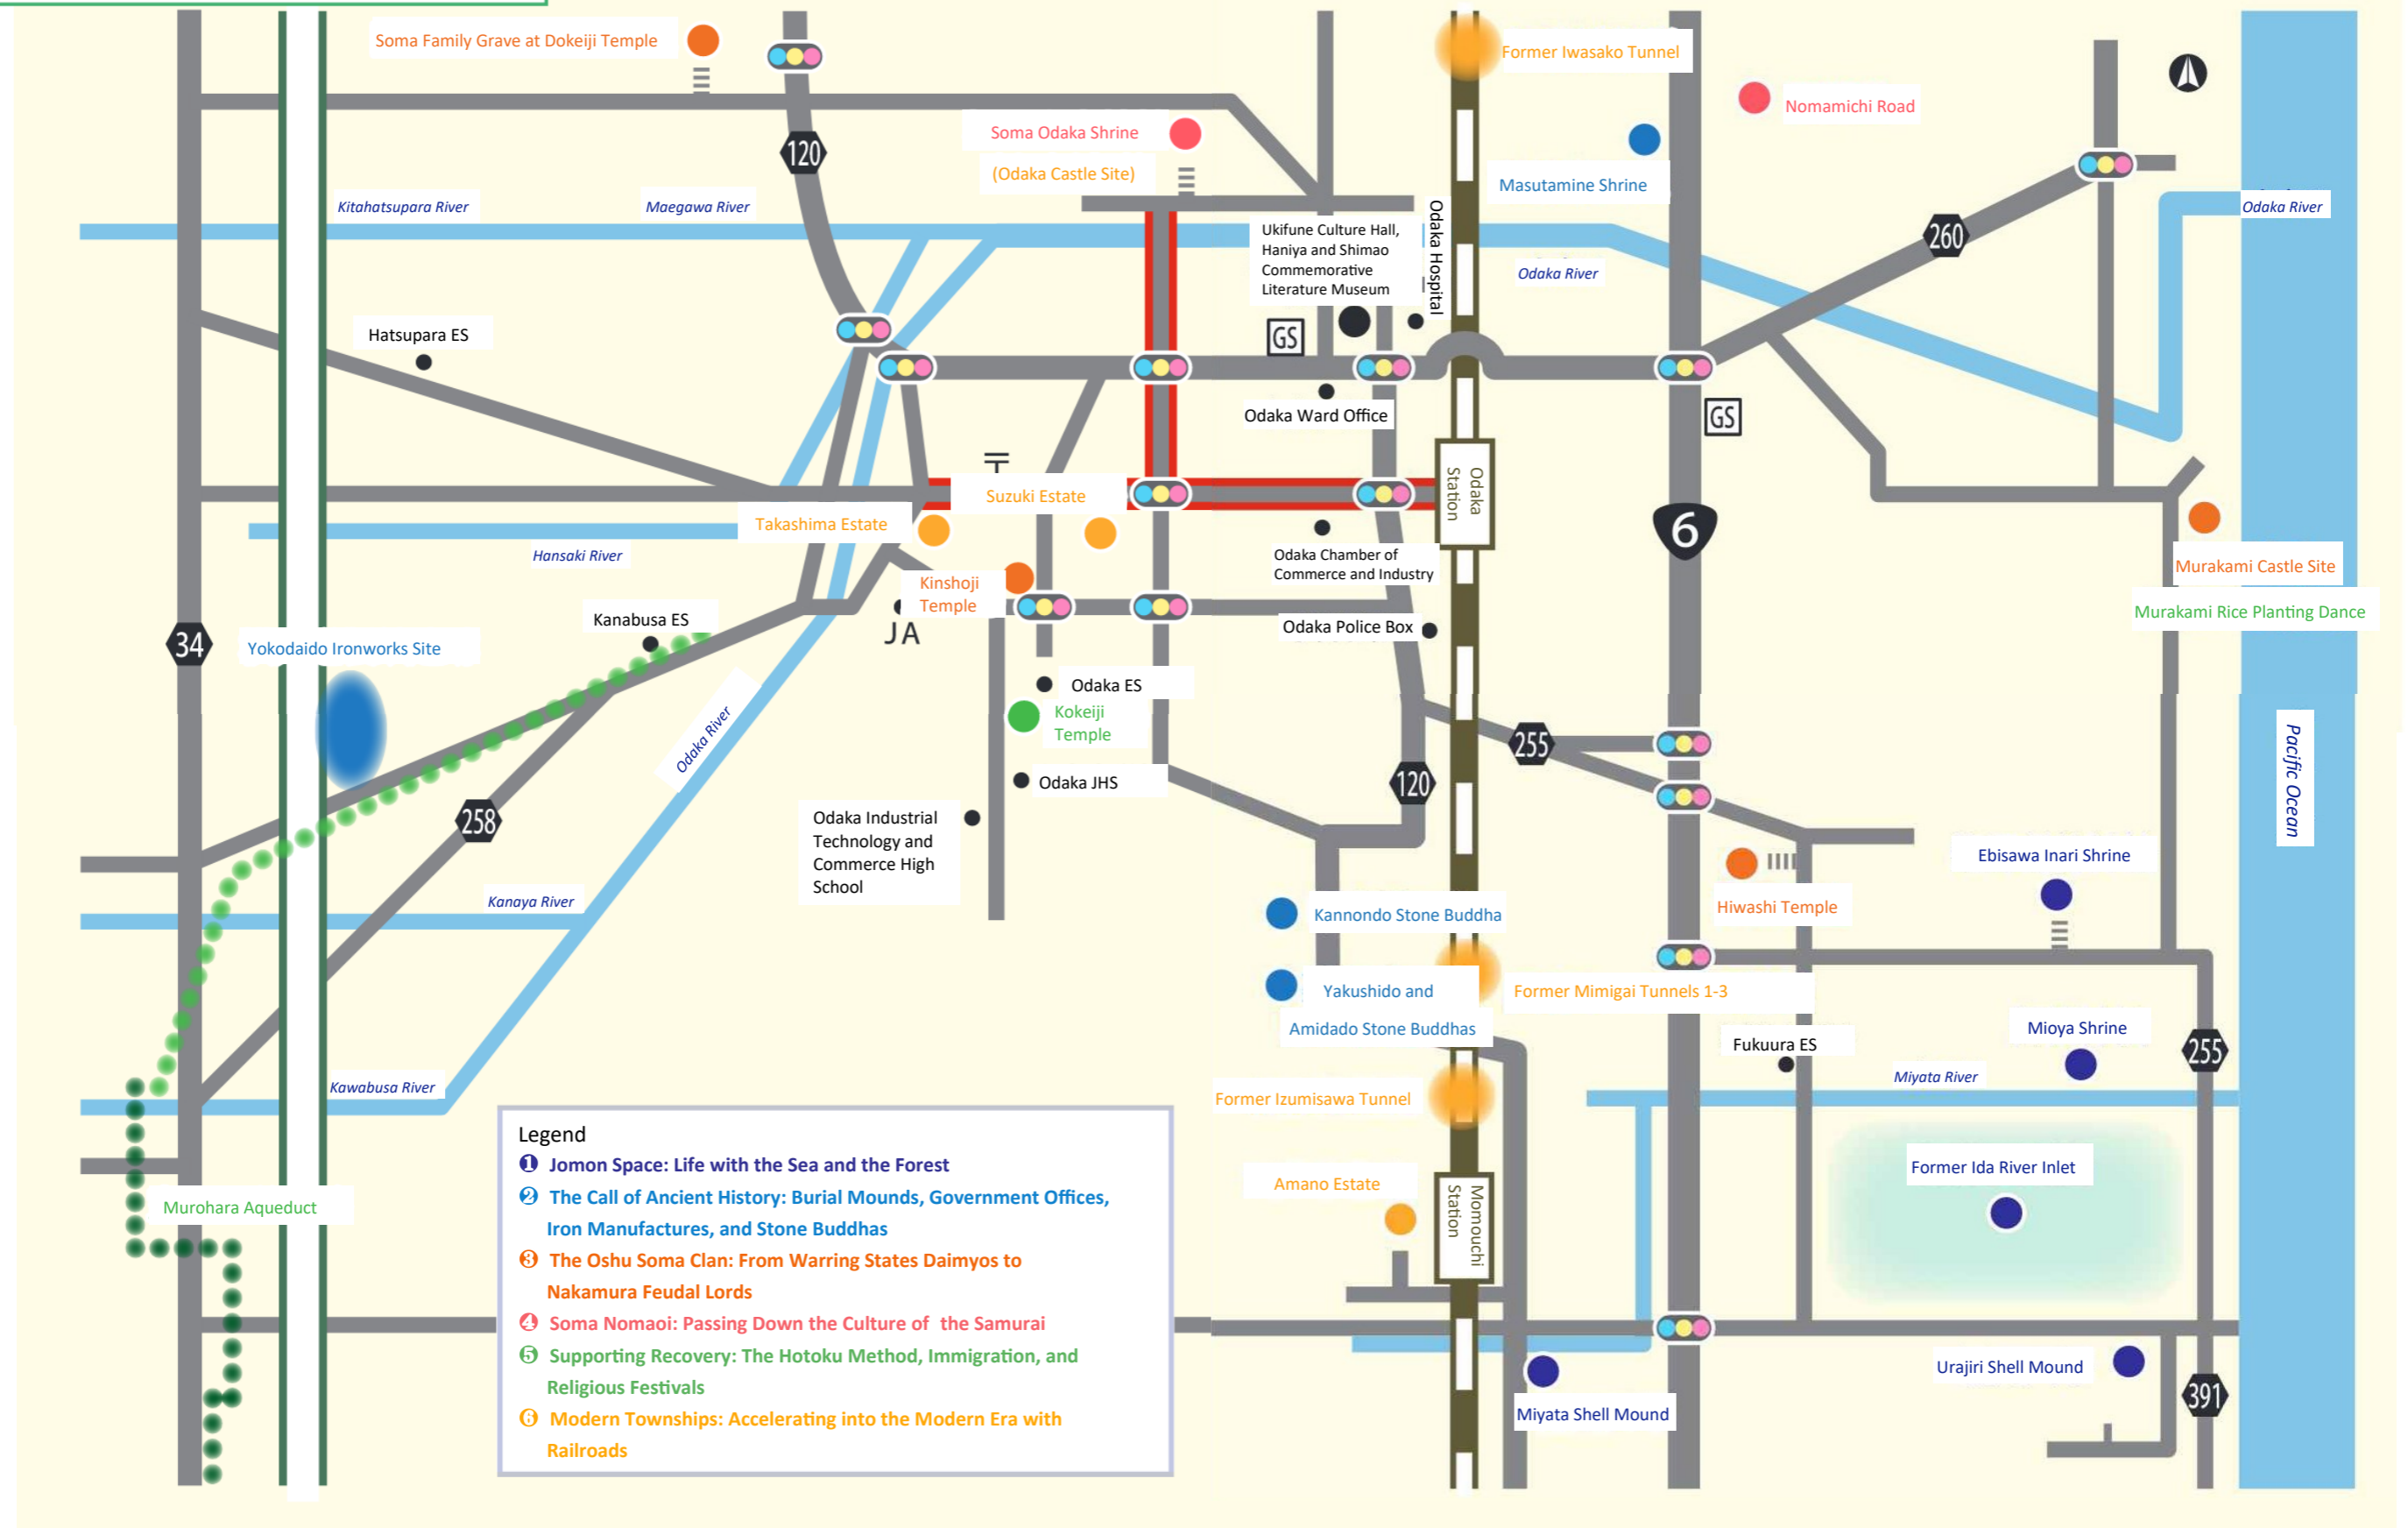 Soma Family Grave at Dokeiji Temple
Former Iwasako Tunnel
Nomamichi Road
120
Soma Odaka Shrine
(Odaka Castle Site)
Masutamine Shrine
Kitahatsupara River
Maegawa River
Odaka River
Ukifune Culture Hall,
Haniya and Shimao
Commemorative
Literature Museum
Odaka Hospital
260
Odaka River
Hatsupara ES
GS
Odaka Ward Office
GS
〒
Suzuki Estate
Odaka
Station
Takashima Estate
6
Hansaki River
Odaka Chamber of
Commerce and Industry
Murakami Castle Site
Kinshoji
Temple
Murakami Rice Planting Dance
Kanabusa ES
JA
Odaka Police Box
34
Yokodaido Ironworks Site
Odaka ES
Kokeiji
Temple
Odaka River
255
Pacific Ocean
Odaka JHS
120
258
Odaka Industrial
Technology and
Commerce High
School
Ebisawa Inari Shrine
Kanaya River
Kannondo Stone Buddha
Hiwashi Temple
Yakushido and
Amidado Stone Buddhas
Former Mimigai Tunnels 1-3
Mioya Shrine
Fukuura ES
255
Kawabusa River
Former Izumisawa Tunnel
Miyata River
Former Ida River Inlet
Amano Estate
Momouchi
Station
Murohara Aqueduct
Urajiri Shell Mound
391
Miyata Shell Mound
Legend
❶ Jomon Space: Life with the Sea and the Forest
❷ The Call of Ancient History: Burial Mounds, Government Offices,
Iron Manufactures, and Stone Buddhas
❸ The Oshu Soma Clan: From Warring States Daimyos to
Nakamura Feudal Lords
❹ Soma Nomaoi: Passing Down the Culture of the Samurai
❺ Supporting Recovery: The Hotoku Method, Immigration, and
Religious Festivals
❻ Modern Townships: Accelerating into the Modern Era with
Railroads